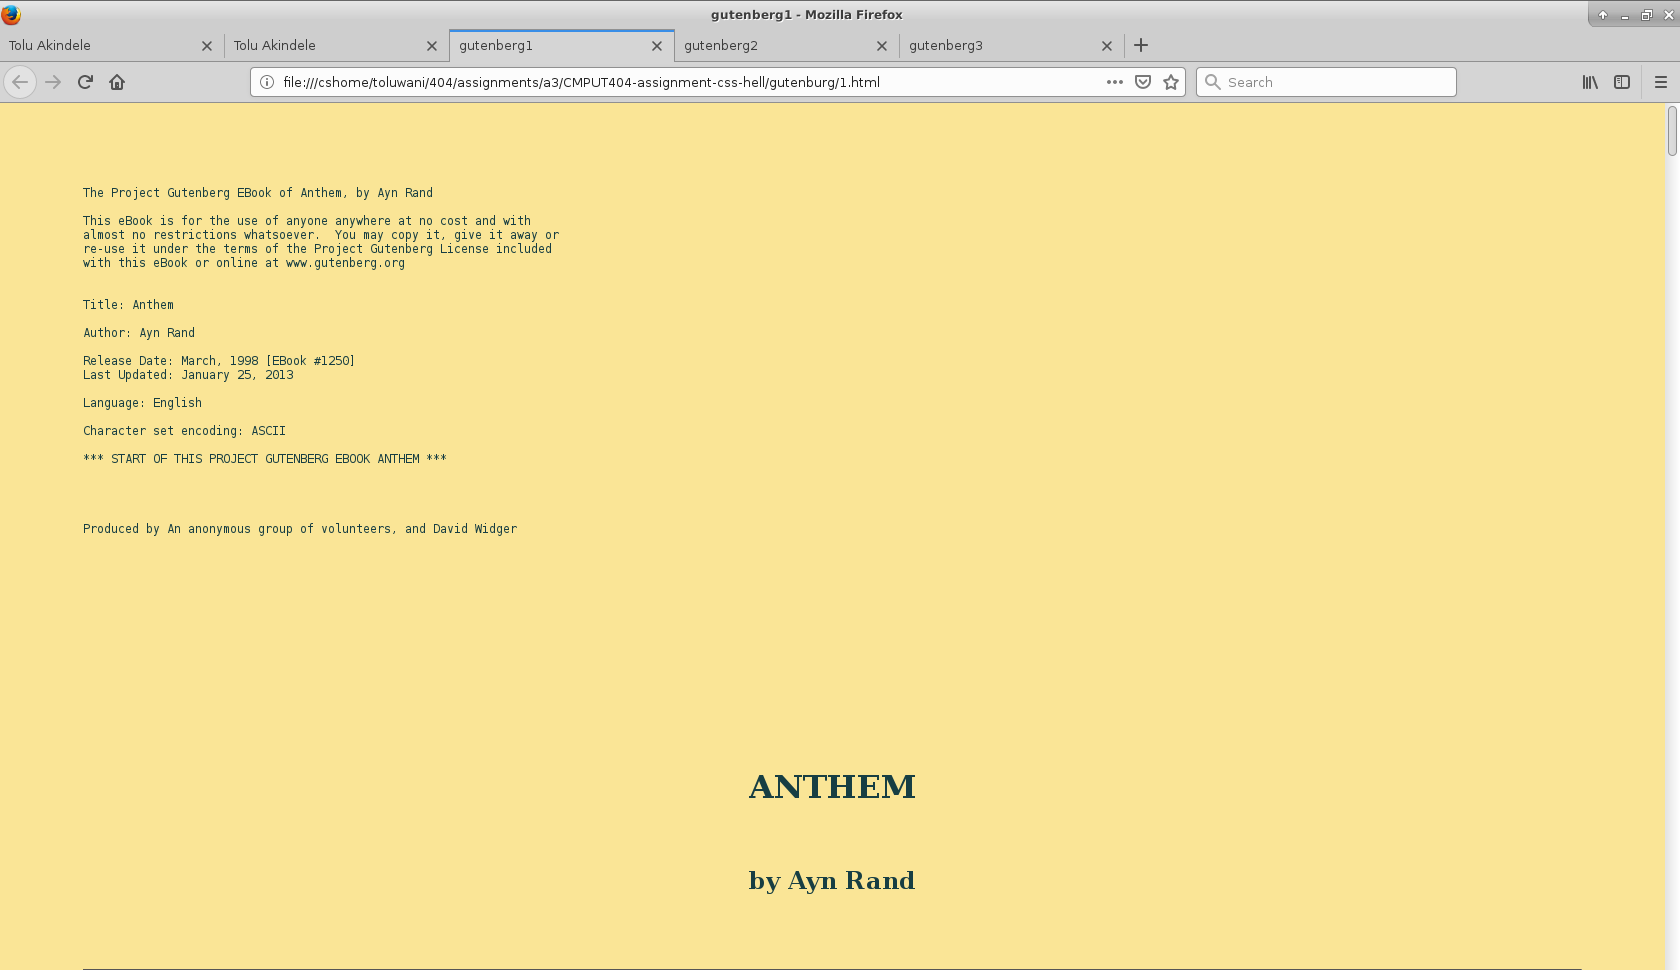 gutenberg1 - Mozilla Firefox
Tolu Akindele
Tolu Akindele
gutenberg1
gutenberg2
gutenberg3
file:///cshome/toluwani/404/assignments/a3/CMPUT404-assignment-css-hell/gutenburg/1.html
Search
The Project Gutenberg EBook of Anthem, by Ayn Rand
This eBook is for the use of anyone anywhere at no cost and with
almost no restrictions whatsoever.  You may copy it, give it away or
re-use it under the terms of the Project Gutenberg License included
with this eBook or online at www.gutenberg.org
Title: Anthem
Author: Ayn Rand
Release Date: March, 1998 [EBook #1250]
Last Updated: January 25, 2013
Language: English
Character set encoding: ASCII
*** START OF THIS PROJECT GUTENBERG EBOOK ANTHEM ***
Produced by An anonymous group of volunteers, and David Widger
ANTHEM
by Ayn Rand